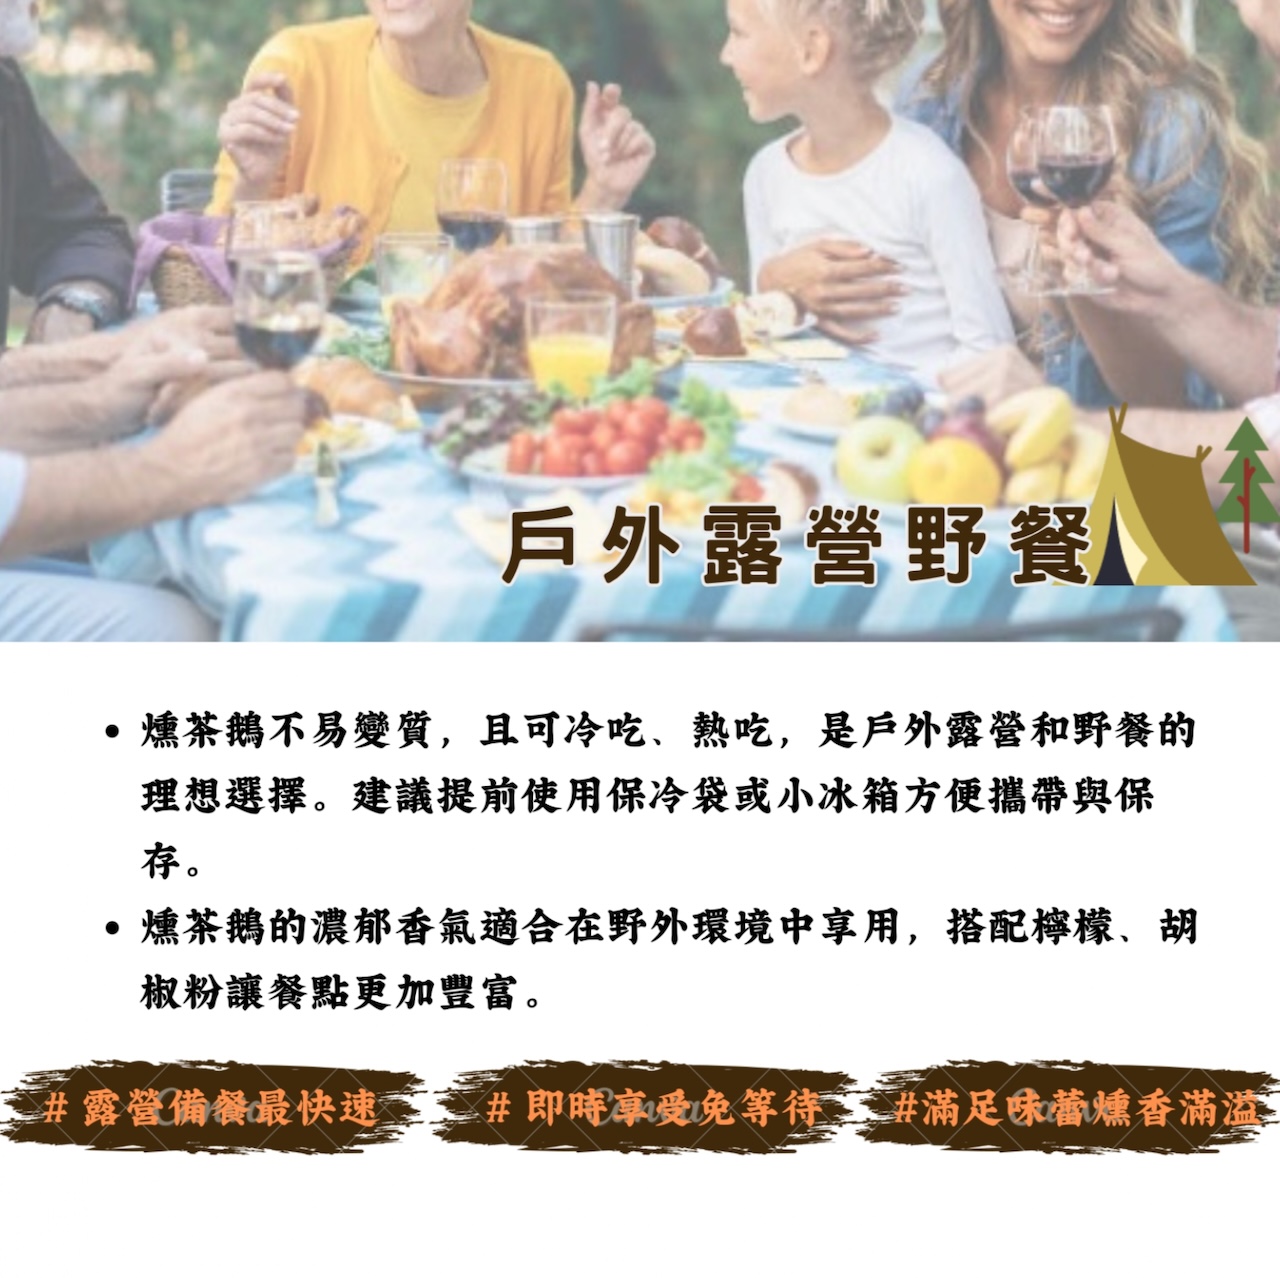 戶外露營野餐
• 燻茶鵝不易變質，且可冷吃、熱吃，是戶外露營和野餐的
理想選擇。建議提前使用保冷袋或小冰箱方便攜帶與保
存。
• 燻茶鵝的濃郁香氣適合在野外環境中享用，搭配檸檬、胡
椒粉讓餐點更加豐富。
# 露營備餐最快速
# 即時享受免等待
#滿足味蕾燻香滿溢
Canva
Canva
Canva